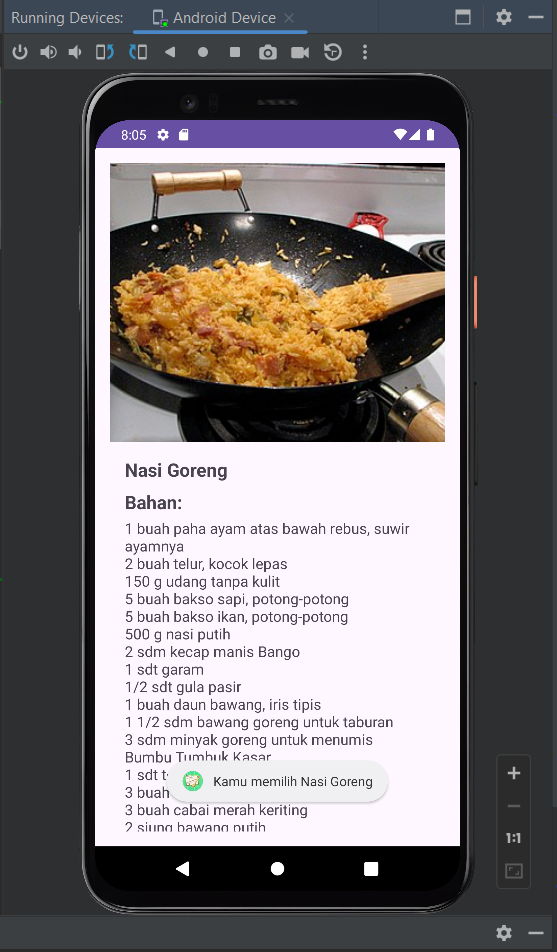 Running Devices:
Android Device
8:05
Nasi Goreng
Bahan:
1 buah paha ayam atas bawah rebus, suwir
ayamnya
2 buah telur, kocok lepas
150 g udang tanpa kulit
5 buah bakso sapi, potong-potong
5 buah bakso ikan, potong-potong
500 g nasi putih
2 sdm kecap manis Bango
1 sdt garam
1/2 sdt gula pasir
1 buah daun bawang, iris tipis
1 1/2 sdm bawang goreng untuk taburan
3 sdm minyak goreng untuk menumis
Bumbu Tumbuk Kasar
1 sdt
3 buah
Kamu memilih Nasi Goreng
3 buah cabai merah keriting
2 siung bawang putih
1:1